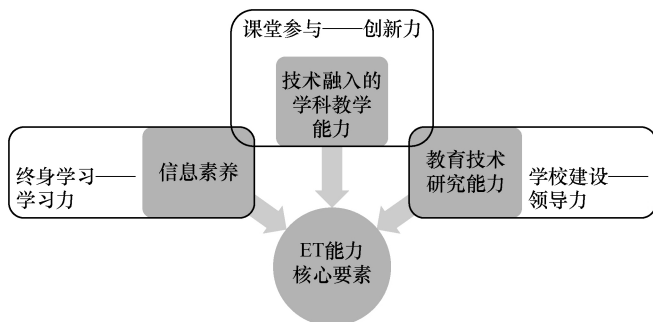 课堂参与——创新力
技术融入的
学科教学
能力
终身学习——
学习力
信息素养
教育技术
研究能力
学校建设——
领导力
ET能力
核心要素